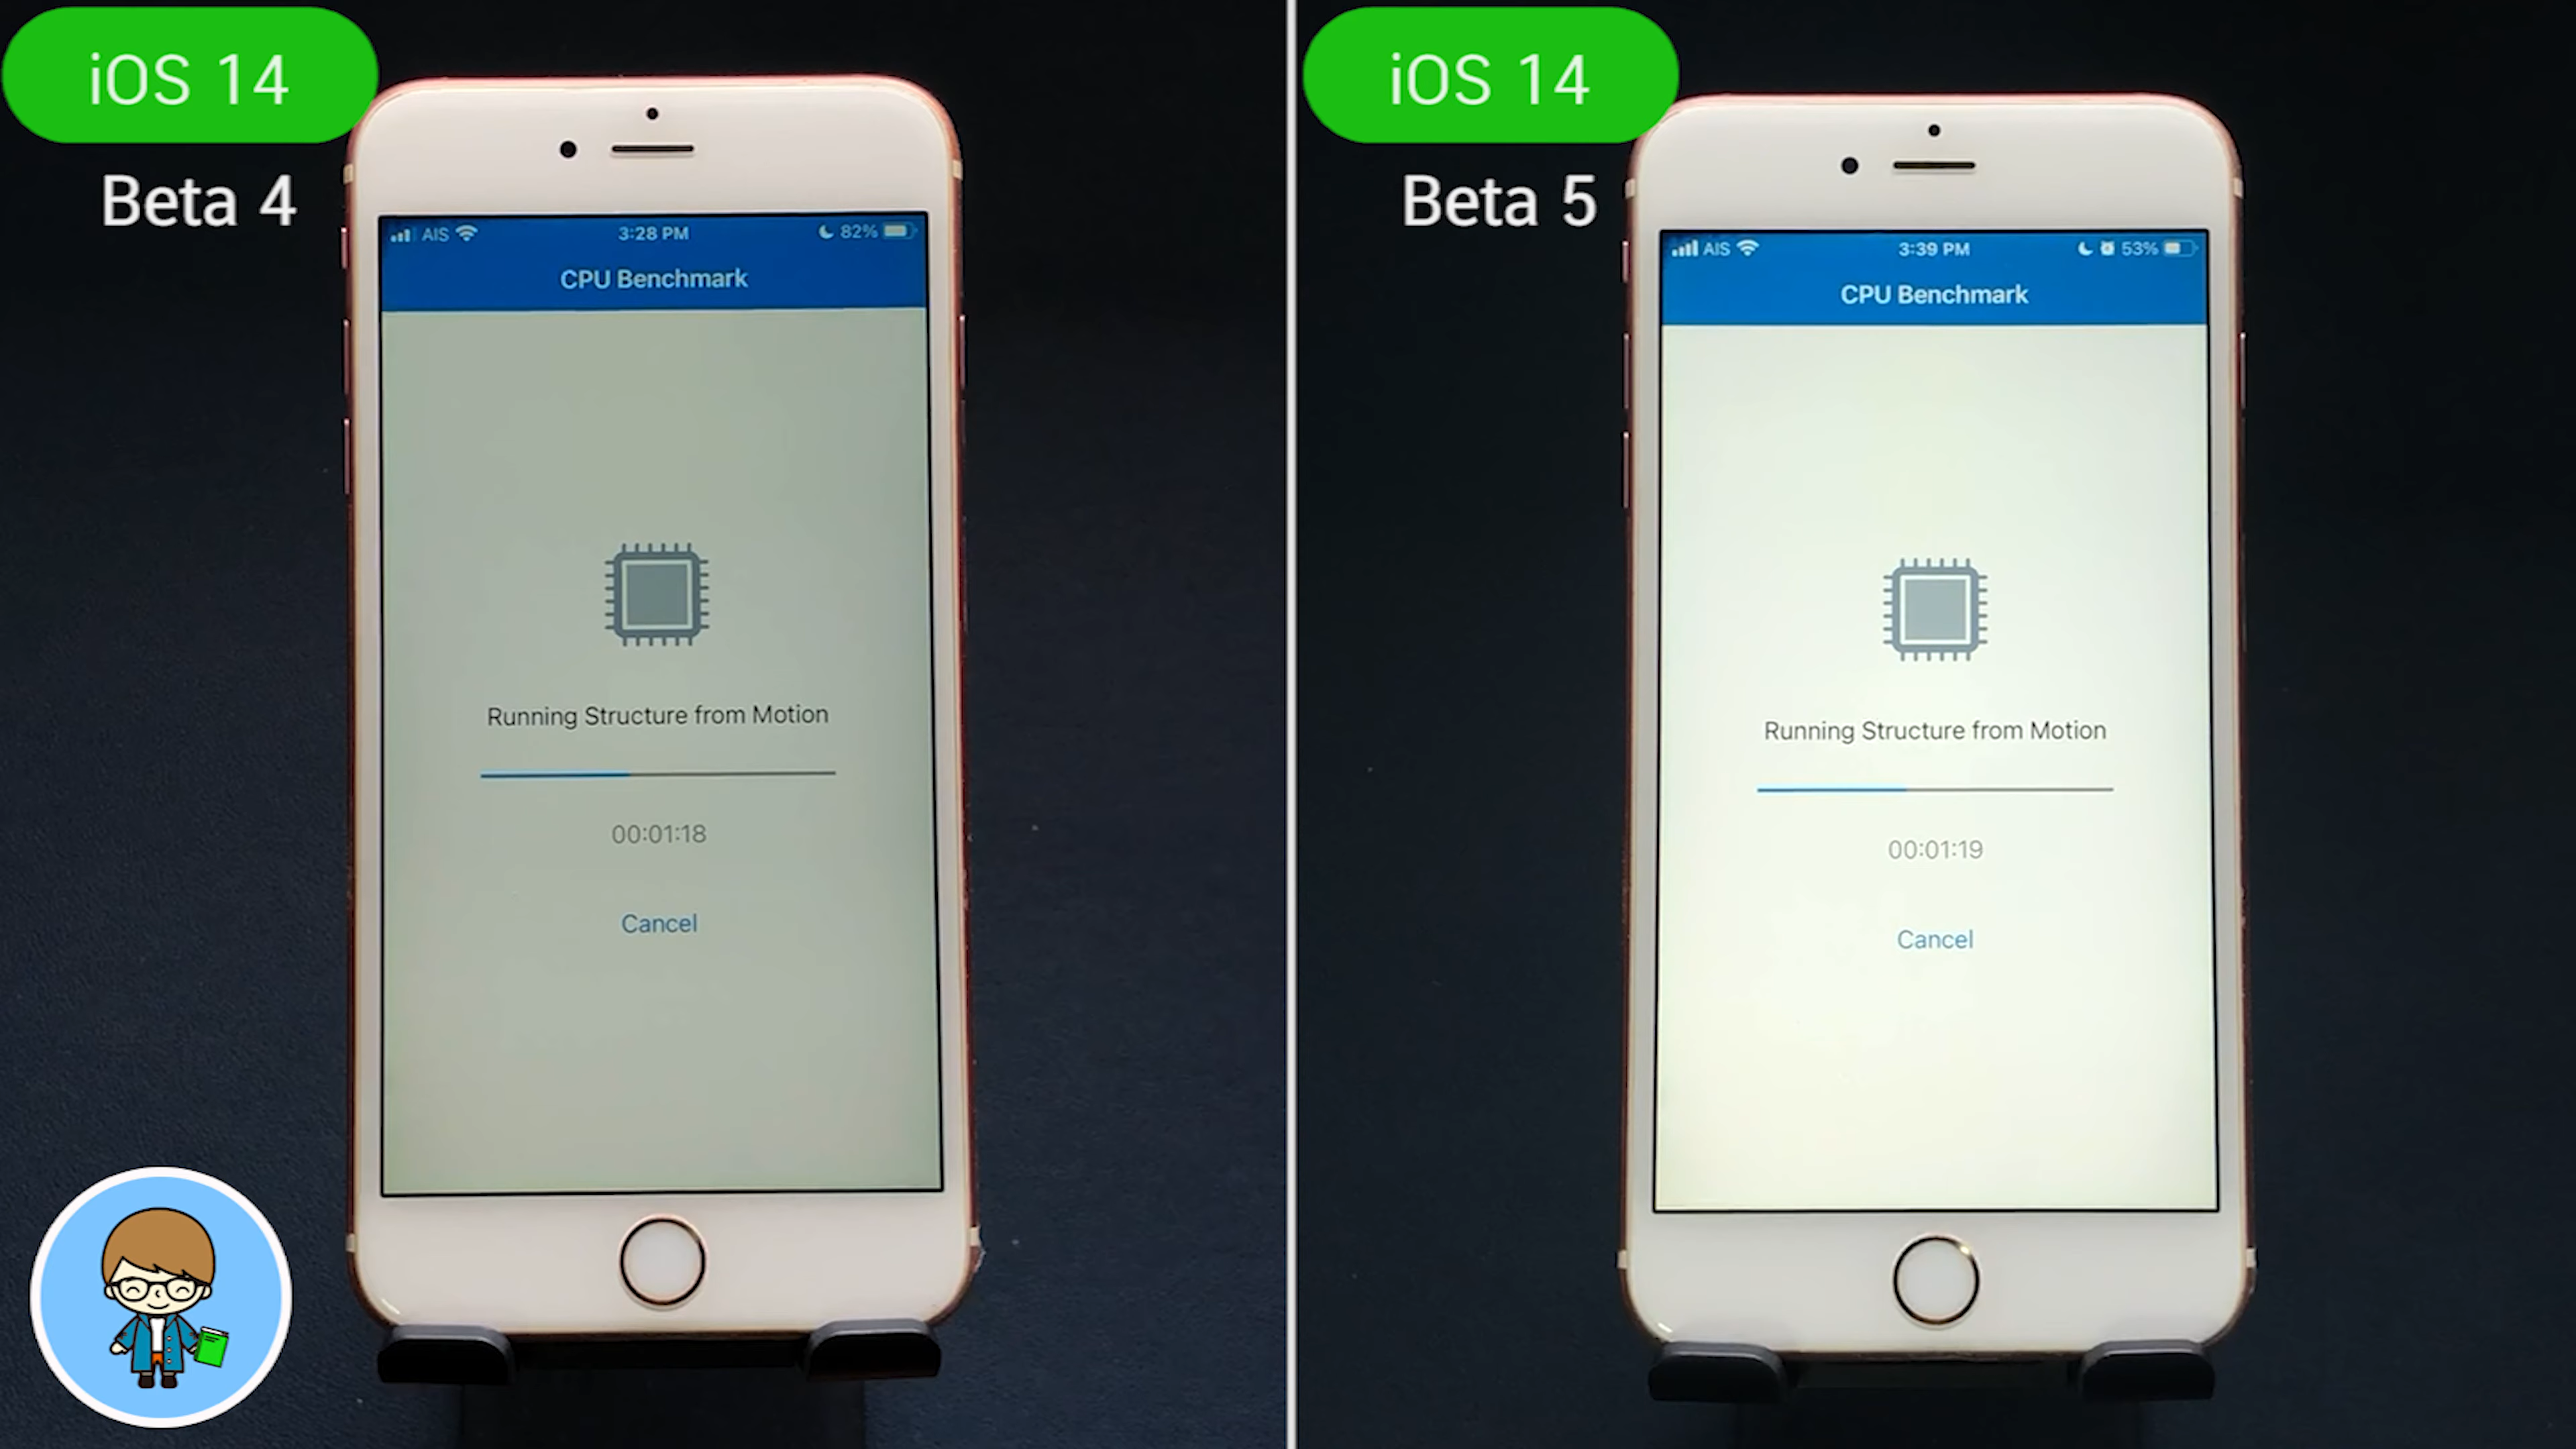 iOS 14
Beta 4
AIS 3:28 PM 82%
CPU Benchmark
Running Structure from Motion
00:01:18
Cancel
iOS 14
Beta 5
AIS 3:39 PM 53%
CPU Benchmark
Running Structure from Motion
00:01:19
Cancel